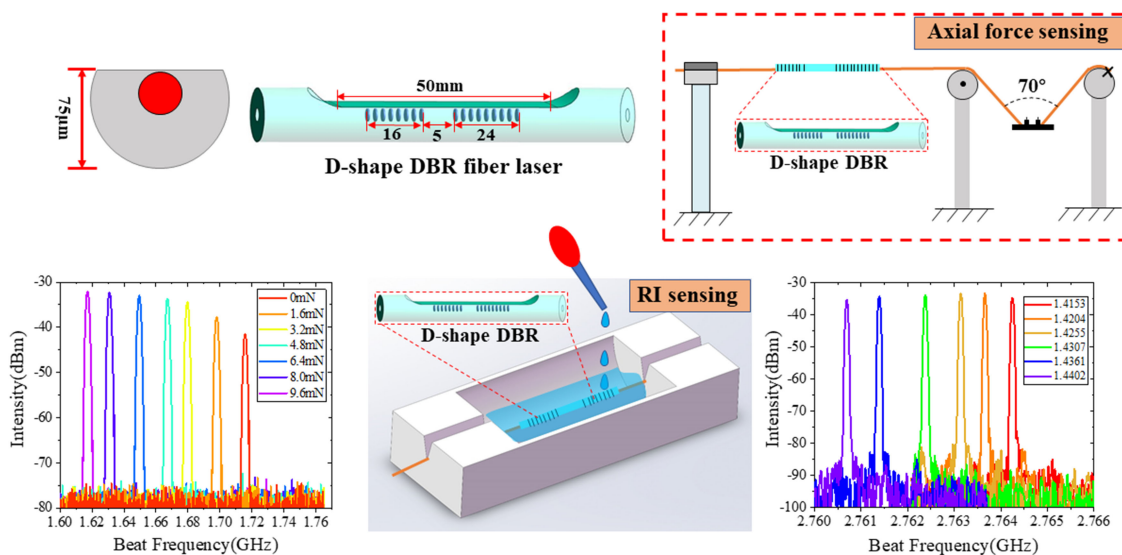 Axial force sensing
75μm
50mm
16
5
24
D-shape DBR fiber laser
70°
D-shape DBR
-30
-40
-50
-60
-70
-80
Intensity(dBm)
0mN
1.6mN
3.2mN
4.8mN
6.4mN
8.0mN
9.6mN
1.60 1.62 1.64 1.66 1.68 1.70 1.72 1.74 1.76
Beat Frequency(GHz)
RI sensing
D-shape DBR
-30
-40
-50
-60
-70
-80
-90
-100
Intensity(dBm)
1.4153
1.4204
1.4255
1.4307
1.4361
1.4402
2.760 2.761 2.762 2.763 2.764 2.765 2.766
Beat Frequency(GHz)